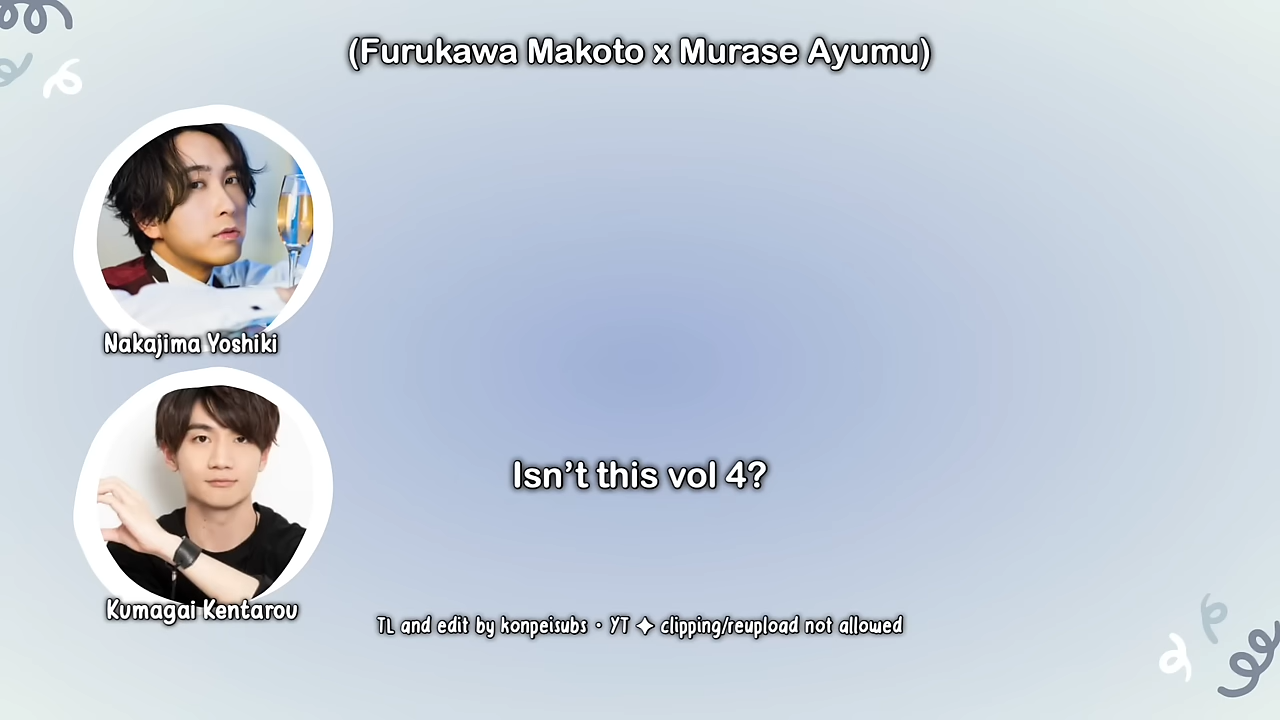 (Furukawa Makoto x Murase Ayumu)
Nakajima Yoshiki
Isn’t this vol 4?
Kumagai Kentarou
TL and edit by konpeisubs • YT ✦ clipping/reupload not allowed